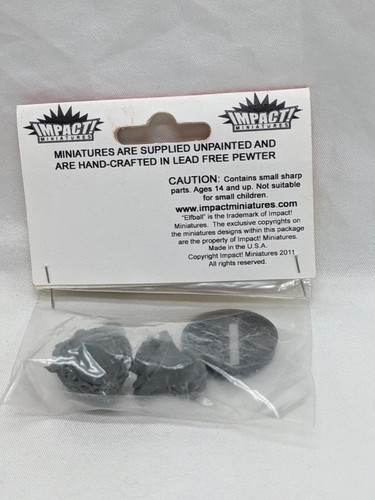 IMPACT!
MINIATURES
IMPACT!
MINIATURES
MINIATURES ARE SUPPLIED UNPAINTED AND
ARE HAND-CRAFTED IN LEAD FREE PEWTER
CAUTION: Contains small sharp
parts. Ages 14 and up. Not suitable
for small children.
www.impactminiatures.com
"Elfball" is the trademark of Impact!
Miniatures. The exclusive copyrights on
the miniatures designs within this package
are the property of Impact! Miniatures.
Made in the U.S.A.
Copyright Impact! Miniatures 2011
All rights reserved.